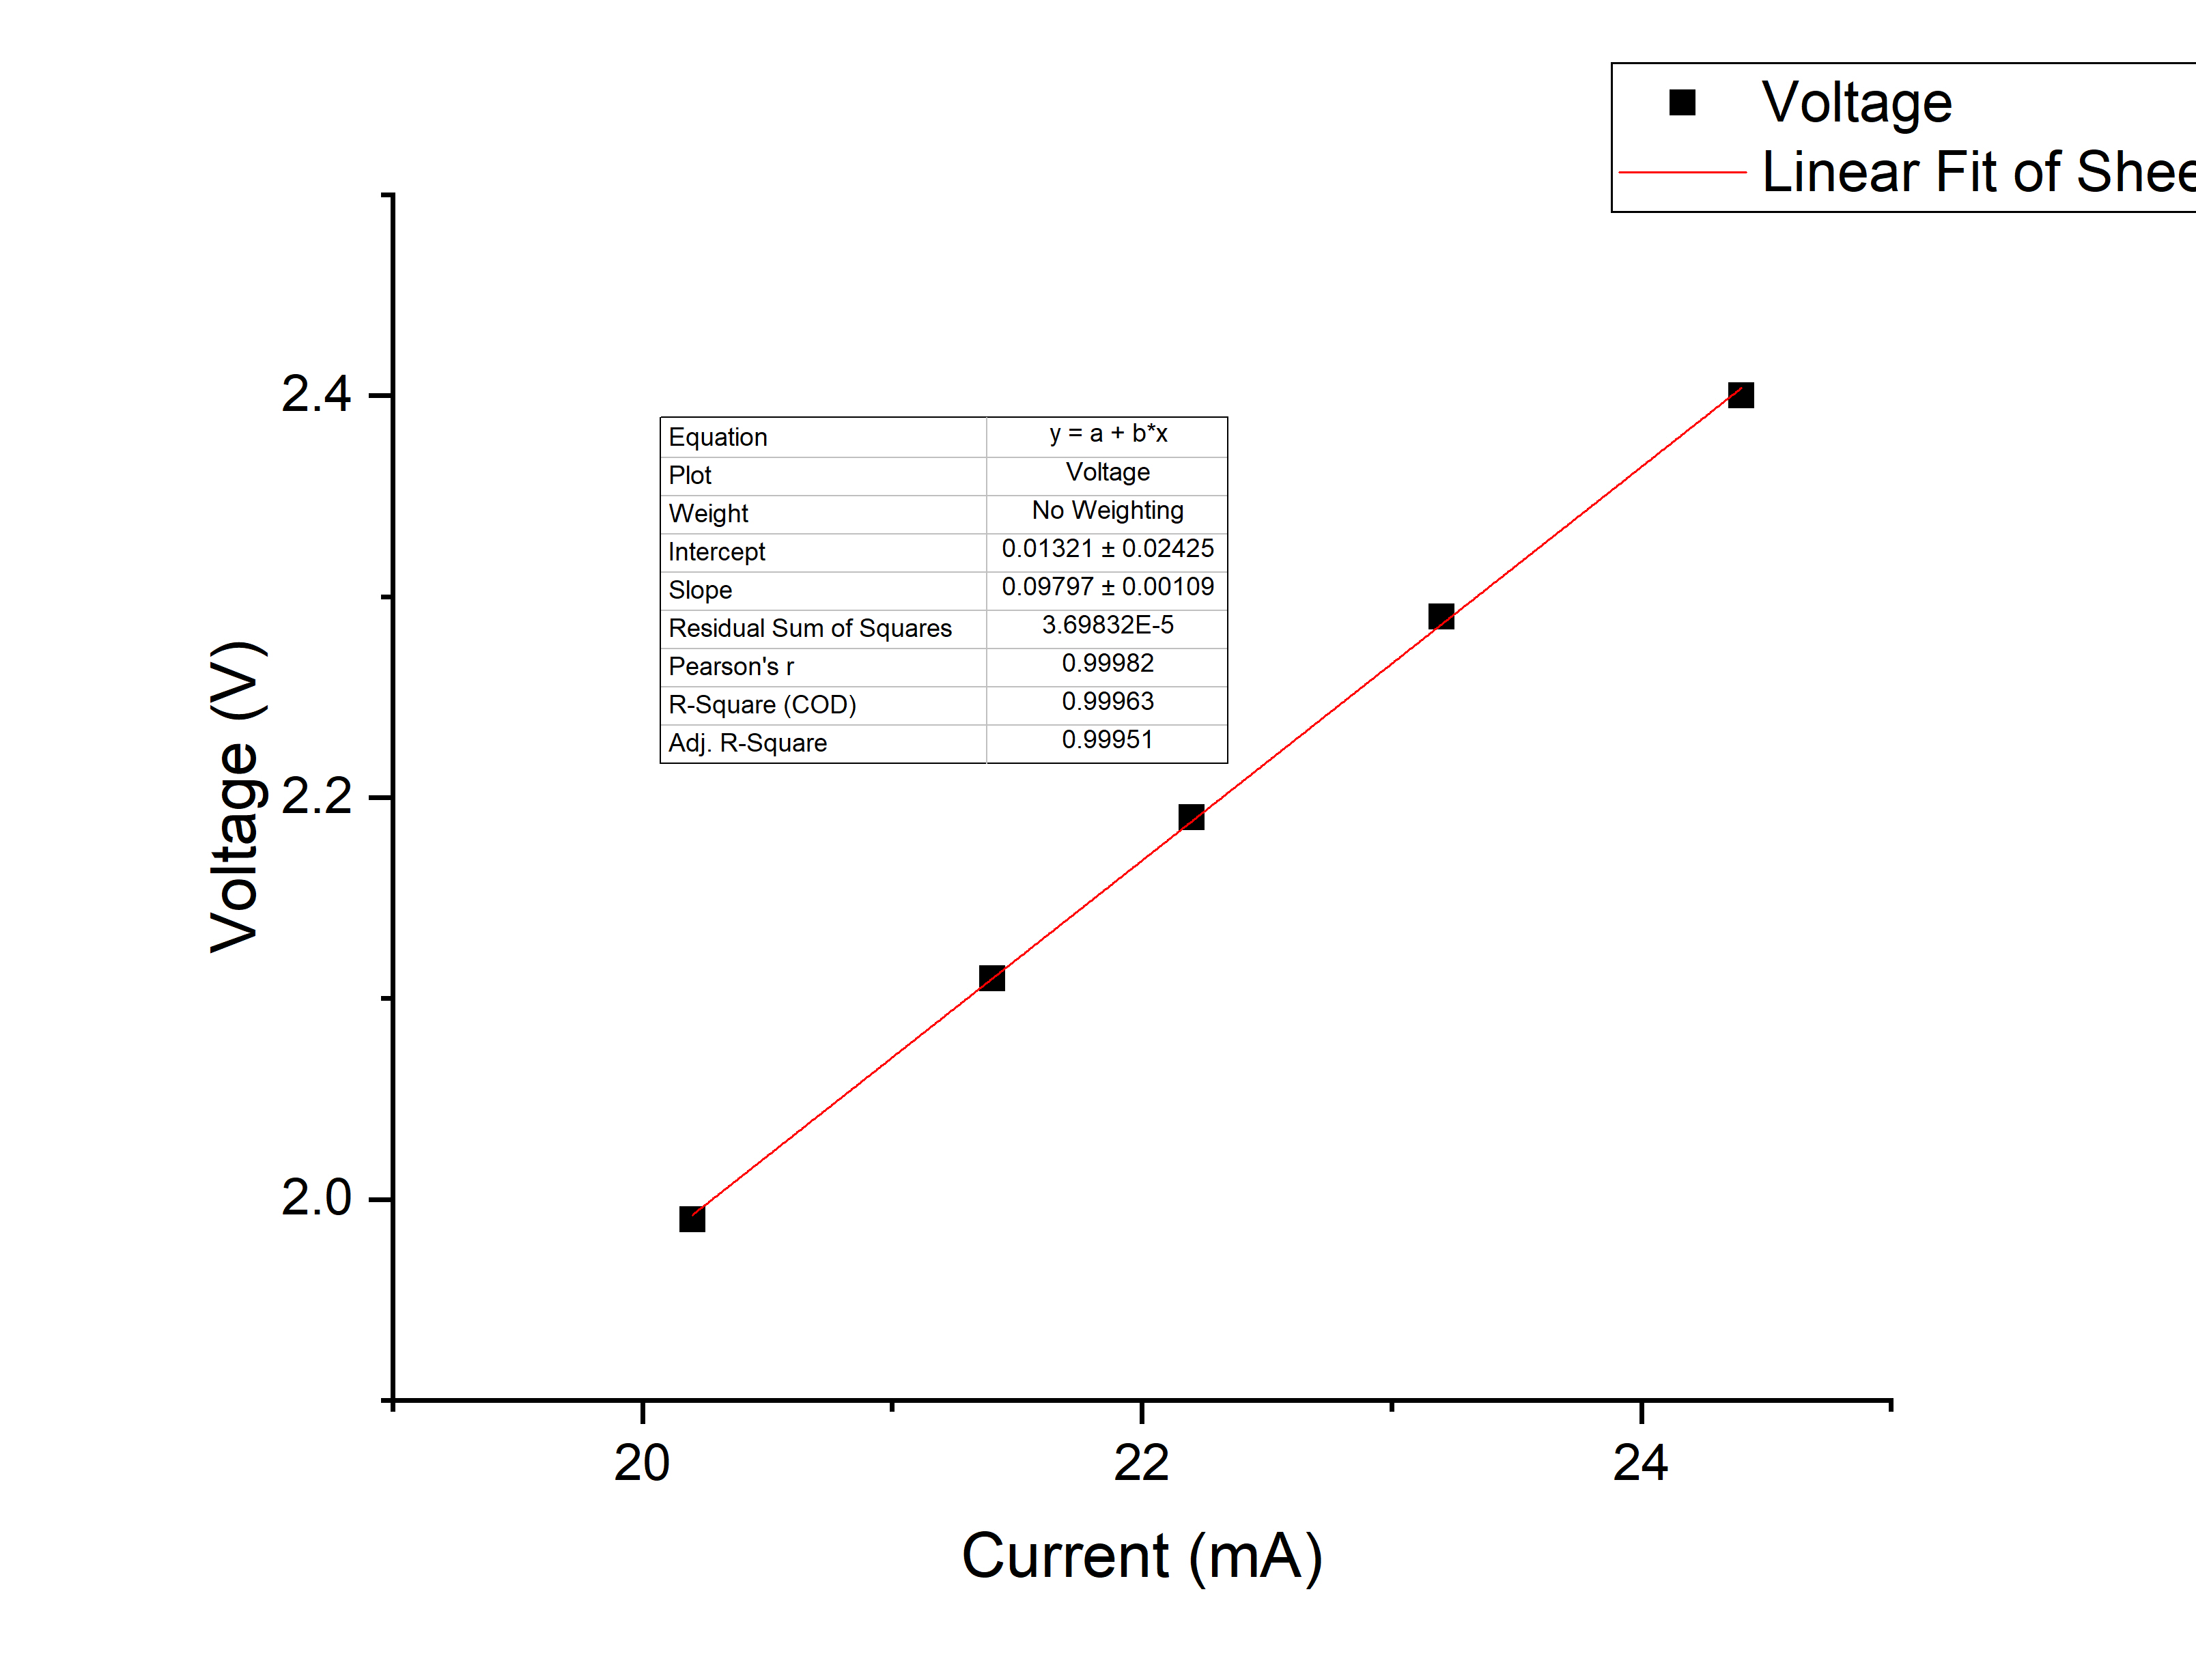 Voltage
Linear Fit of Shee
2.4
2.2
2.0
Voltage (V)
Equation y = a + b*x
Plot Voltage
Weight No Weighting
Intercept 0.01321 ± 0.02425
Slope 0.09797 ± 0.00109
Residual Sum of Squares 3.69832E-5
Pearson's r 0.99982
R-Square (COD) 0.99963
Adj. R-Square 0.99951
20 22 24
Current (mA)